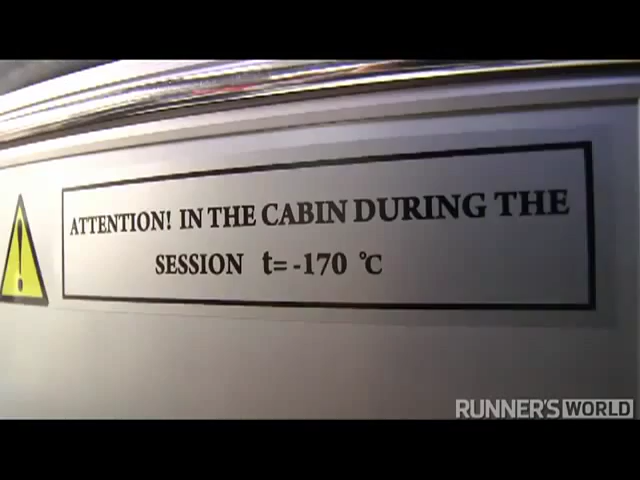 ATTENTION! IN THE CABIN DURING THE
SESSION t= -170 °C
RUNNER'S WORLD